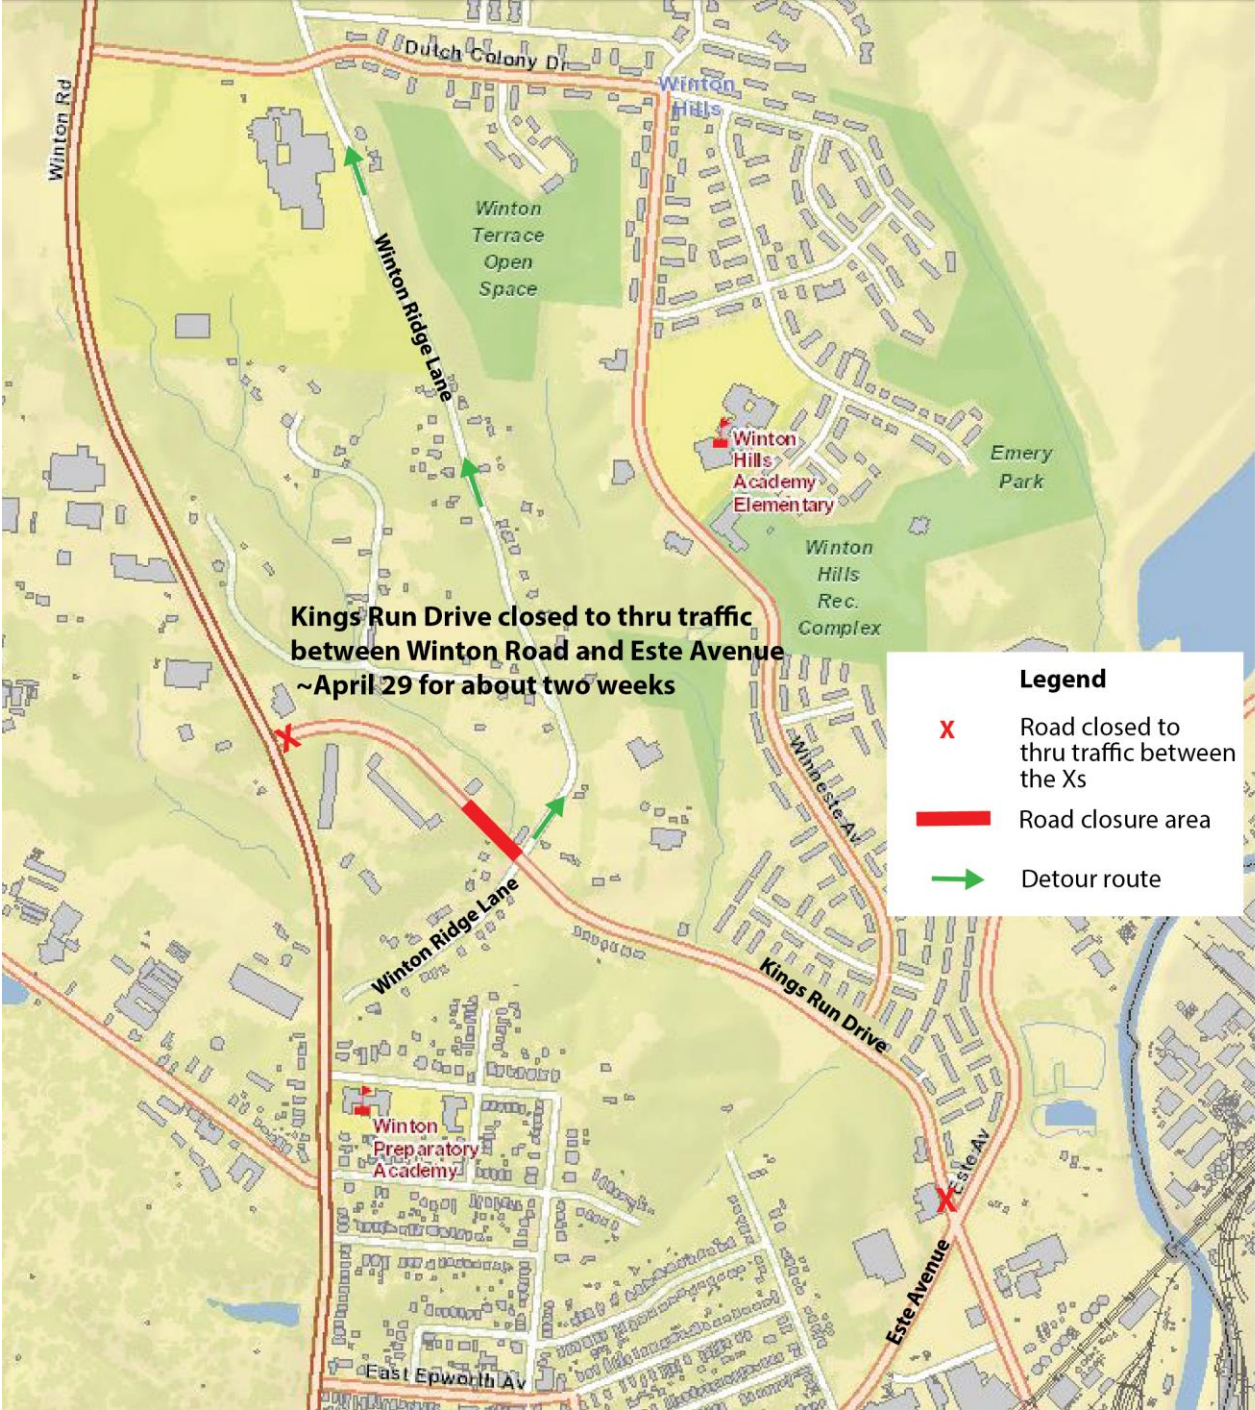 Dutch Colony Dr
Winton
Hills
Winton Rd
Winton
Terrace
Open
Space
Winton Ridge Lane
Winton
Hills
Academy
Elementary
Emery
Park
Winton
Hills
Rec.
Complex
Kings Run Drive closed to thru traffic
between Winton Road and Este Avenue
~April 29 for about two weeks
X
Legend
X
Road closed to
thru traffic between
the Xs
Road closure area
Detour route
Winneste Av
Winton Ridge Lane
Kings Run Drive
Winton
Preparatory
Academy
Este Av
X
Este Avenue
East Epworth Av